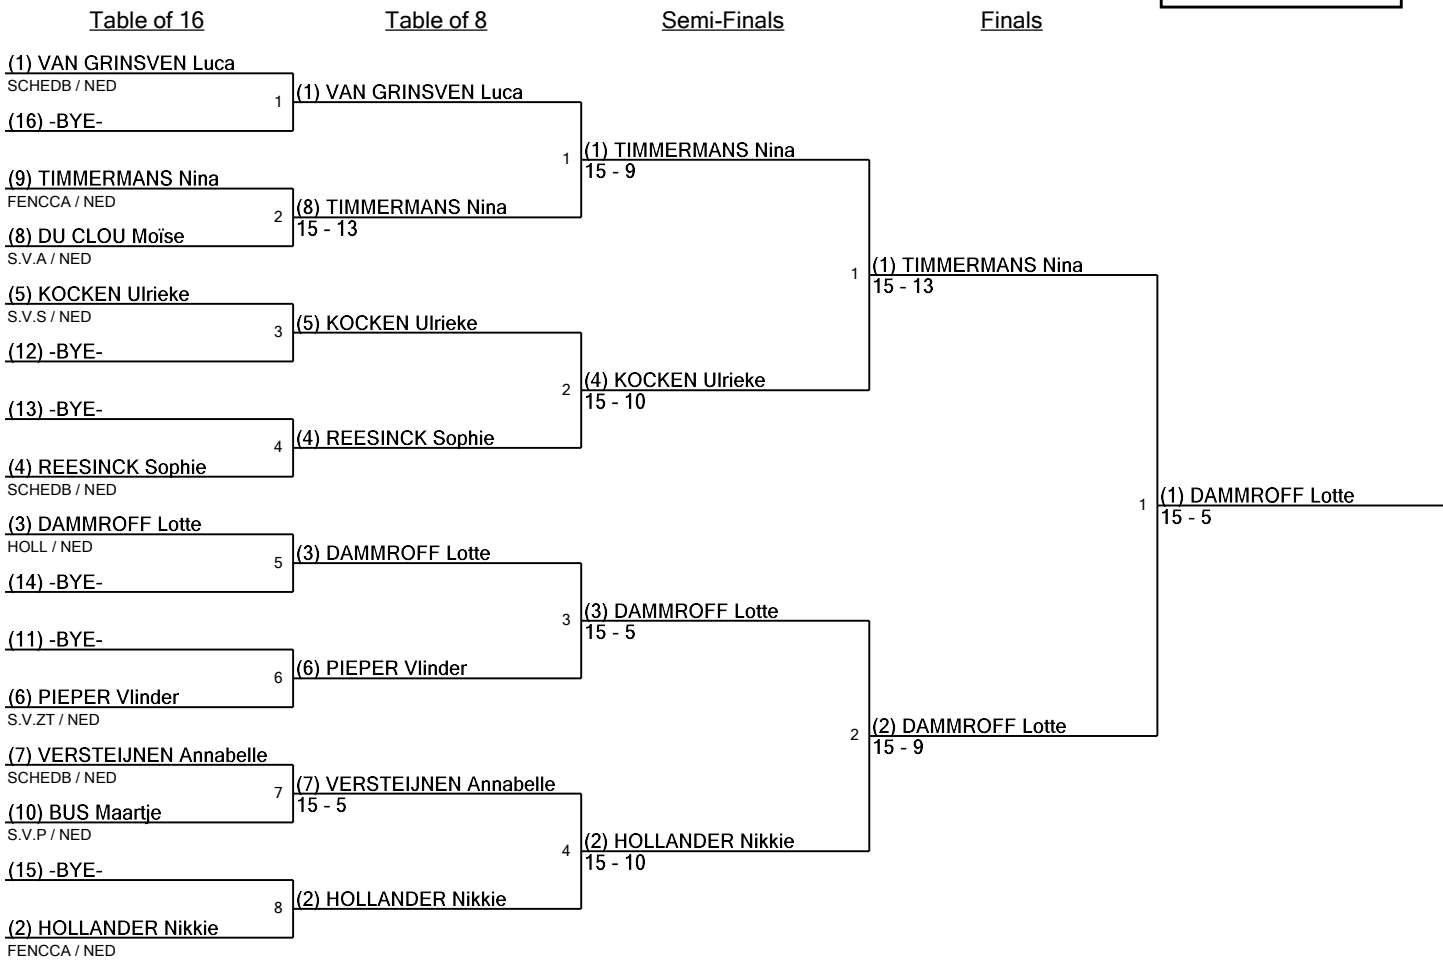 Table of 16
Table of 8
Semi-Finals
Finals
(1) VAN GRINSVEN Luca
SCHEDB / NED
1
(16) -BYE-
(9) TIMMERMANS Nina
FENCCA / NED
2
(8) DU CLOU Moïse
S.V.A / NED
(5) KOCKEN Ulrieke
S.V.S / NED
3
(12) -BYE-
(13) -BYE-
4
(4) REESINCK Sophie
SCHEDB / NED
(3) DAMMROFF Lotte
HOLL / NED
5
(14) -BYE-
(11) -BYE-
6
(6) PIEPER Vlinder
S.V.ZT / NED
(7) VERSTEIJNEN Annabelle
SCHEDB / NED
7
(10) BUS Maartje
S.V.P / NED
(15) -BYE-
8
(2) HOLLANDER Nikkie
FENCCA / NED
(1) VAN GRINSVEN Luca
1
(8) TIMMERMANS Nina
15 - 13
(5) KOCKEN Ulrieke
2
(4) REESINCK Sophie
(3) DAMMROFF Lotte
3
(6) PIEPER Vlinder
(7) VERSTEIJNEN Annabelle
15 - 5
4
(2) HOLLANDER Nikkie
(1) TIMMERMANS Nina
15 - 9
1
(4) KOCKEN Ulrieke
15 - 10
(3) DAMMROFF Lotte
15 - 5
2
(2) HOLLANDER Nikkie
15 - 10
(1) TIMMERMANS Nina
15 - 13
1
(2) DAMMROFF Lotte
15 - 9
(1) DAMMROFF Lotte
15 - 5